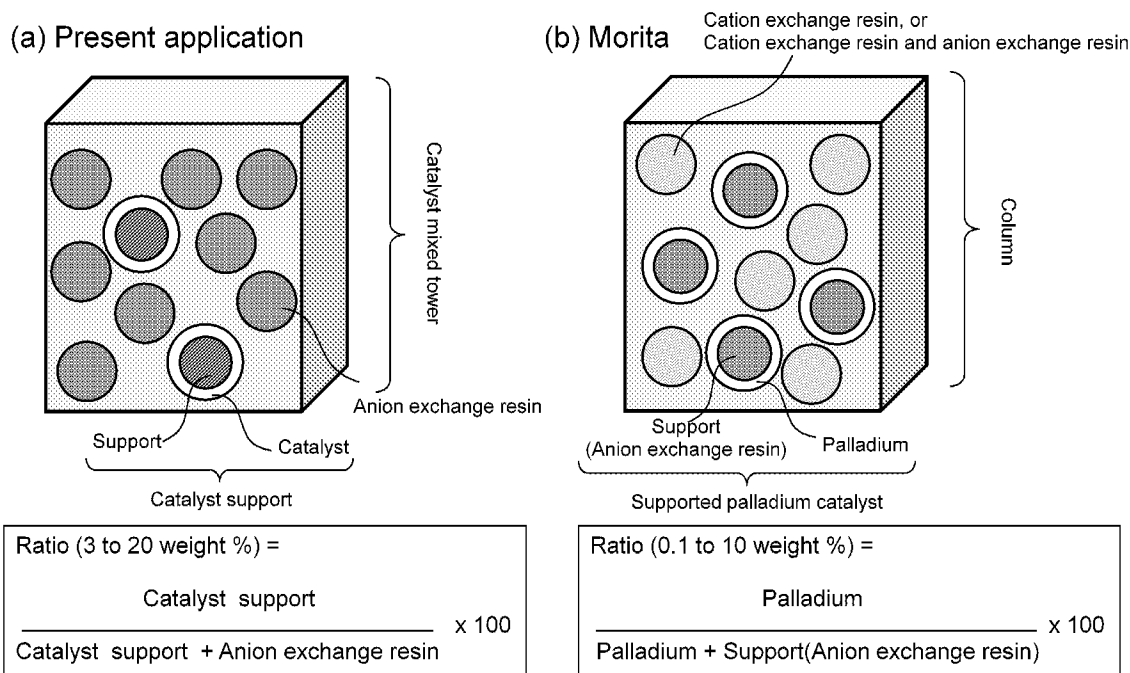 (a) Present application
Catalyst mixed tower
Anion exchange resin
Support
Catalyst
Catalyst support
Ratio (3 to 20 weight %) =
Catalyst support
x 100
Catalyst support + Anion exchange resin
(b) Morita
Cation exchange resin, or
Cation exchange resin and anion exchange resin
Column
Support
(Anion exchange resin)
Palladium
Supported palladium catalyst
Ratio (0.1 to 10 weight %) =
Palladium
x 100
Palladium + Support(Anion exchange resin)